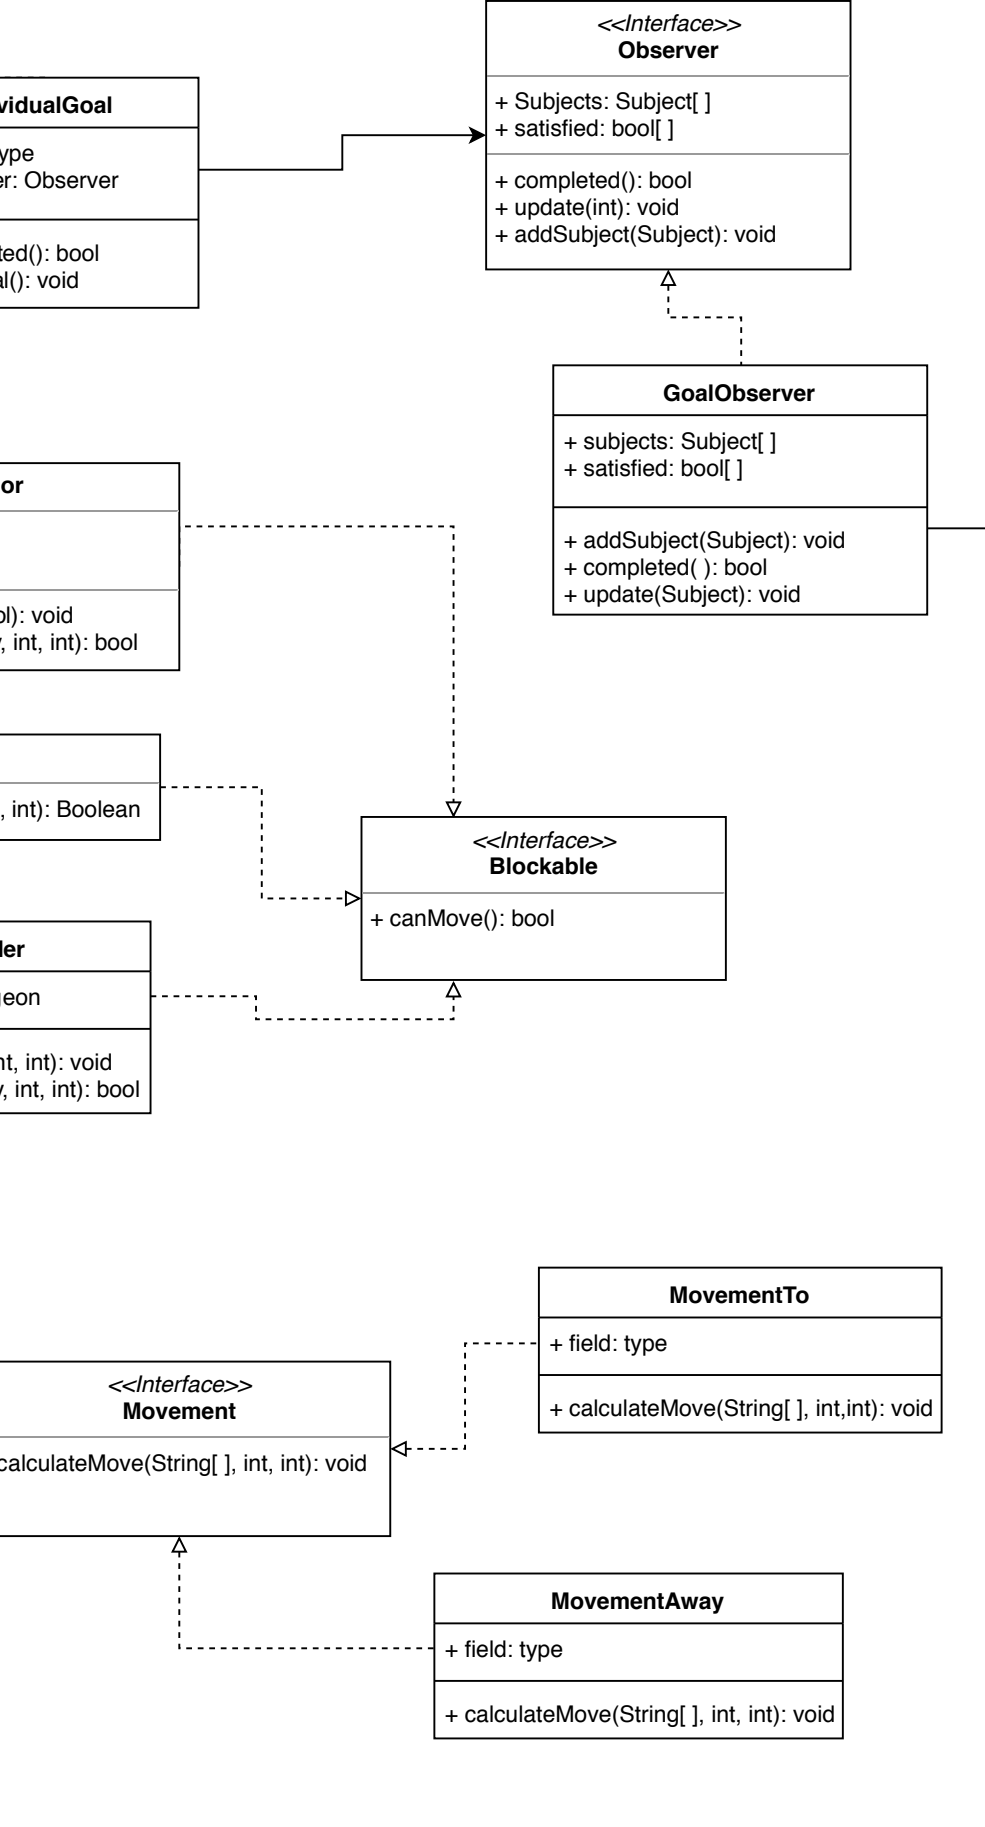 <<Interface>>
Observer
+ Subjects: Subject[ ]
+ satisfied: bool[ ]
+ completed(): bool
+ update(int): void
+ addSubject(Subject): void
vidualGoal
ype
er: Observer
ted(): bool
al(): void
GoalObserver
+ subjects: Subject[ ]
+ satisfied: bool[ ]
+ addSubject(Subject): void
+ completed( ): bool
+ update(Subject): void
or
ol): void
, int, int): bool
, int): Boolean
<<Interface>>
Blockable
+ canMove(): bool
der
geon
nt, int): void
y, int, int): bool
MovementTo
+ field: type
+ calculateMove(String[ ], int,int): void
<<Interface>>
Movement
calculateMove(String[ ], int, int): void
MovementAway
+ field: type
+ calculateMove(String[ ], int, int): void